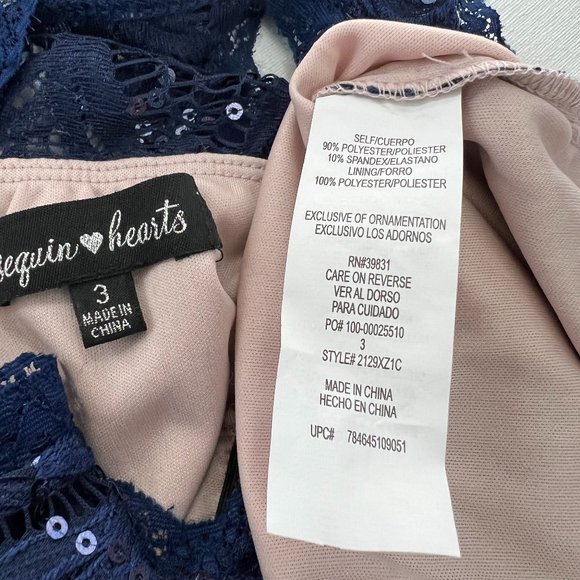 sequin hearts
3
MADE IN
CHINA
SELF/CUERPO
90% POLYESTER/POLIESTER
10% SPANDEX/ELASTANO
LINING/FORRO
100% POLYESTER/POLIESTER
EXCLUSIVE OF ORNAMENTATION
EXCLUSIVO LOS ADORNOS
RN#39831
CARE ON REVERSE
VER AL DORSO
PARA CUIDADO
PO# 100-00025510
3
STYLE# 2129XZ1C
MADE IN CHINA
HECHO EN CHINA
UPC# 784645109051